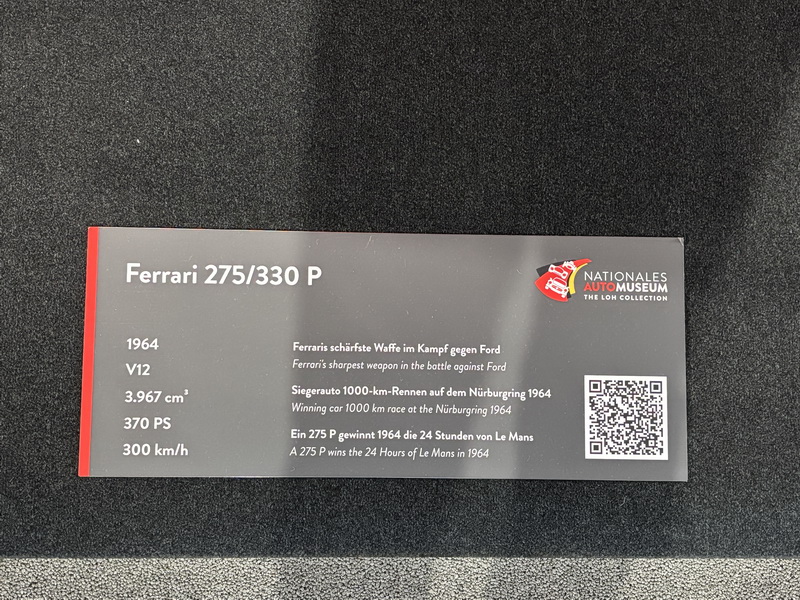 Ferrari 275/330 P
NATIONALES
AUTOMUSEUM
THE LOH COLLECTION
1964
V12
3.967 cm³
370 PS
300 km/h
Ferraris schärfste Waffe im Kampf gegen Ford
Ferrari's sharpest weapon in the battle against Ford
Siegerauto 1000-km-Rennen auf dem Nürburgring 1964
Winning car 1000 km race at the Nürburgring 1964
Ein 275 P gewinnt 1964 die 24 Stunden von Le Mans
A 275 P wins the 24 Hours of Le Mans in 1964